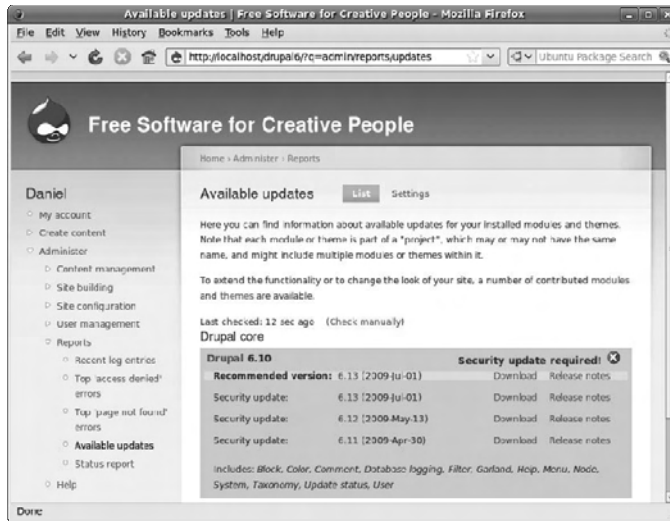 Available updates | Free Software for Creative People - Mozilla Firefox
File Edit View History Bookmarks Tools Help
http://localhost/drupal6/?q=admin/reports/updates
Ubuntu Package Search
Free Software for Creative People
Home › Administer › Reports
Daniel
My account
Create content
Administer
Content management
Site building
Site configuration
User management
Reports
Recent log entries
Top 'access denied'
errors
Top 'page not found'
errors
Available updates
Status report
Help
Available updates List Settings
Here you can find information about available updates for your installed modules and themes.
Note that each module or theme is part of a "project", which may or may not have the same
name, and might include multiple modules or themes within it.
To extend the functionality or to change the look of your site, a number of contributed modules
and themes are available.
Last checked: 12 sec ago (Check manually)
Drupal core
Drupal 6.10 Security update required!
Recommended version: 6.13 (2009-Jul-01) Download Release notes
Security update: 6.13 (2009-Jul-01) Download Release notes
Security update: 6.12 (2009-May-13) Download Release notes
Security update: 6.11 (2009-Apr-30) Download Release notes
Includes: Block, Color, Comment, Database logging, Filter, Garland, Help, Menu, Node,
System, Taxonomy, Update status, User
Done